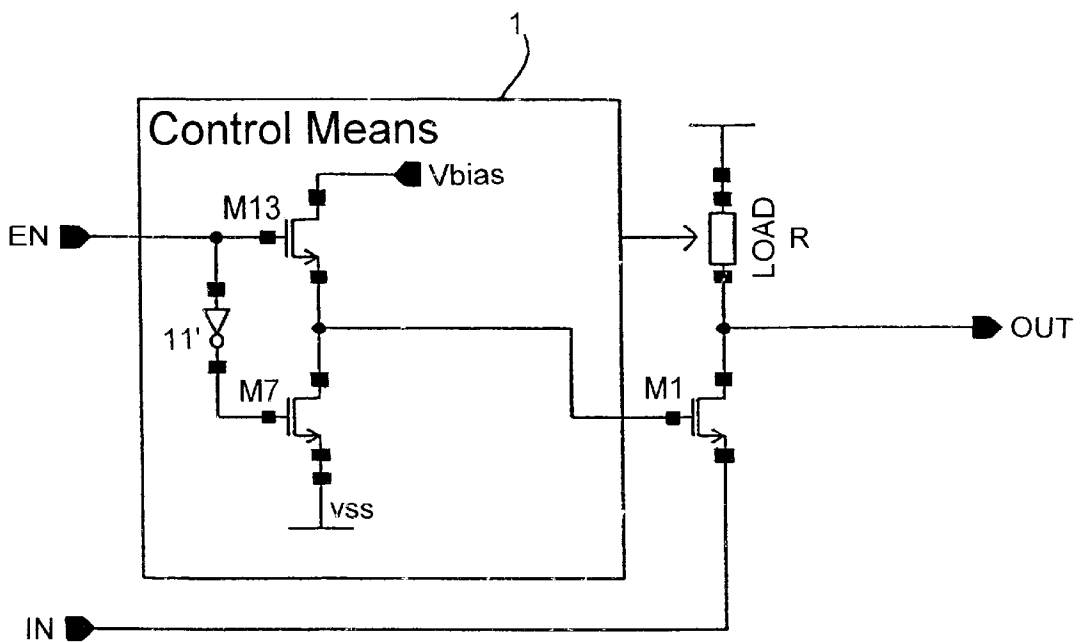 1
Control Means
Vbias
M13
EN
LOAD
R
11'
OUT
M7
M1
vss
IN